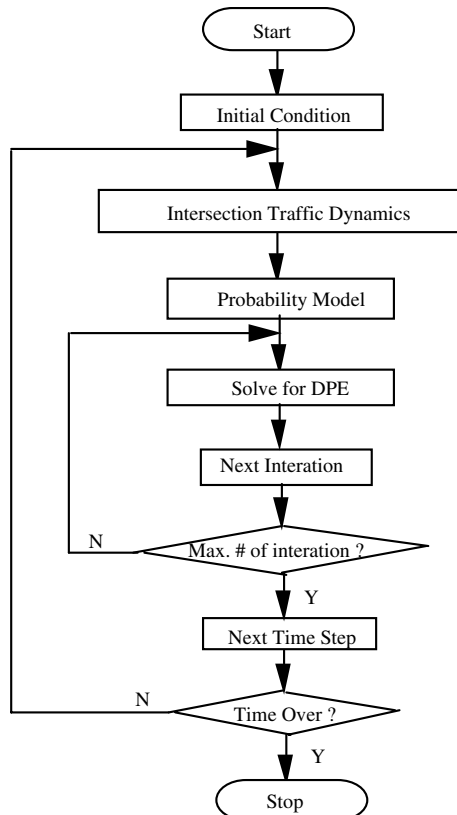 Start
Initial Condition
Intersection Traffic Dynamics
Probability Model
Solve for DPE
Next Interation
N
Max. # of interation ?
Y
Next Time Step
N
Time Over ?
Y
Stop